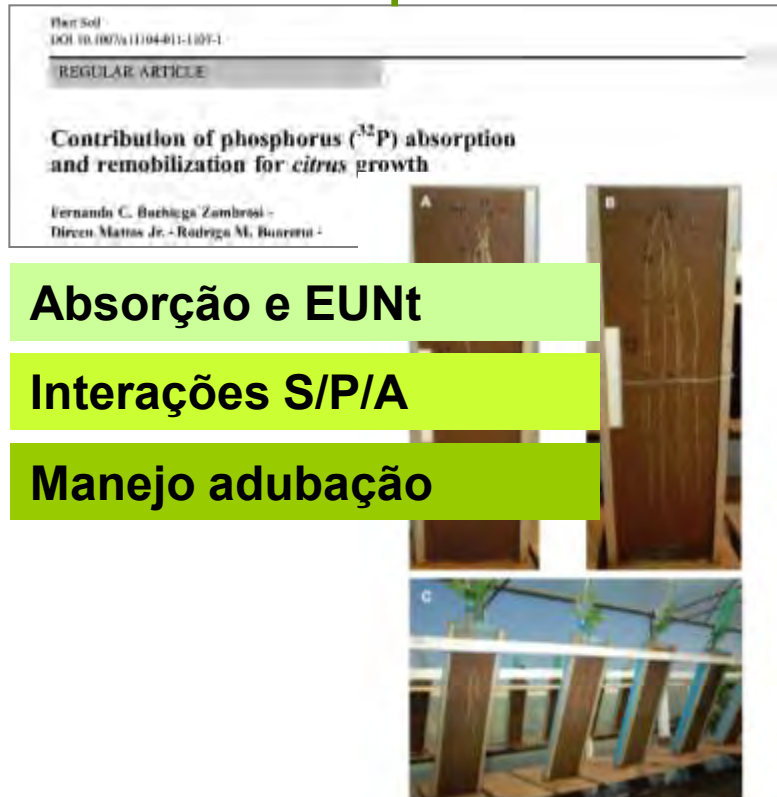 Plant Soil
REGULAR ARTICLE
Contribution of phosphorus (³²P) absorption
and remobilization for citrus growth
Fernando C. Bachiega Zambrosi ·
Dirceu Mattos Jr. · Rodrigo M. Boaretto ·
Absorção e EUNt
Interações S/P/A
Manejo adubação
A
B
C